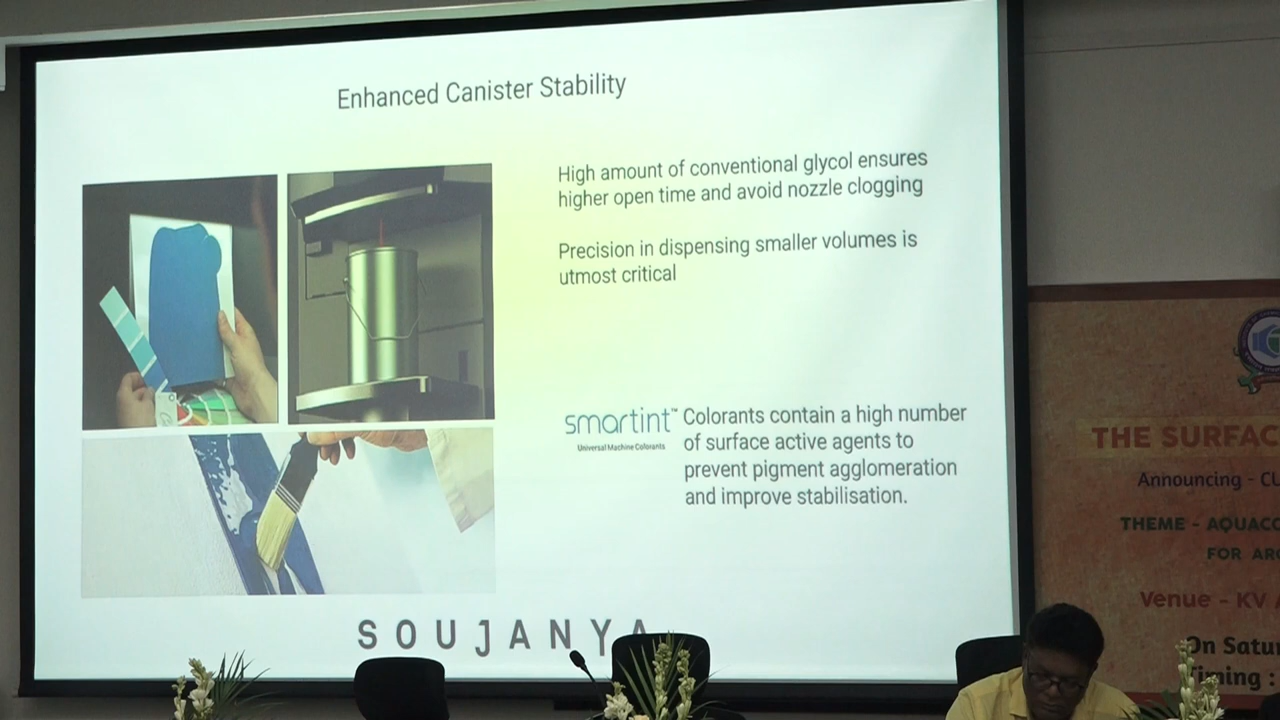 Enhanced Canister Stability
High amount of conventional glycol ensures
higher open time and avoid nozzle clogging
Precision in dispensing smaller volumes is
utmost critical
smartint™ Colorants contain a high number
Universal Machine Colorants
of surface active agents to
prevent pigment agglomeration
and improve stabilisation.
SOUJANYA
THE SURFAC
Announcing - CU
THEME - AQUACO
FOR ARC
Venue - KV A
On Satur
Timing :